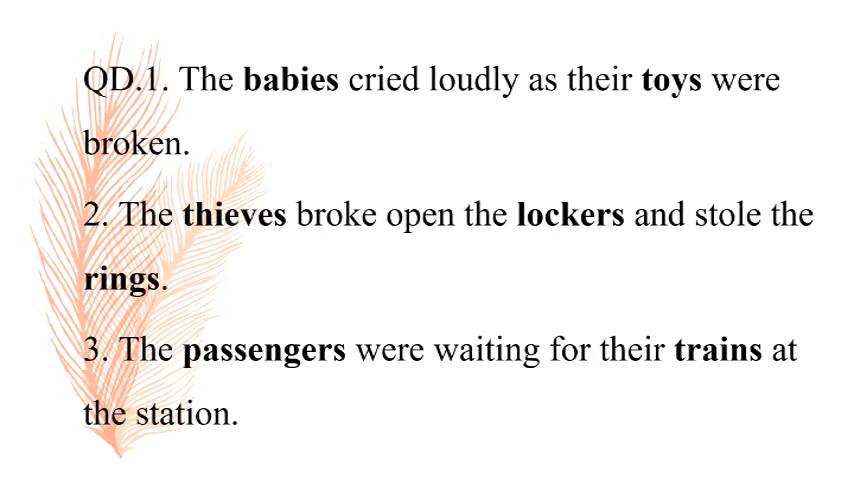 QD.1. The babies cried loudly as their toys were
broken.
2. The thieves broke open the lockers and stole the
rings.
3. The passengers were waiting for their trains at
the station.